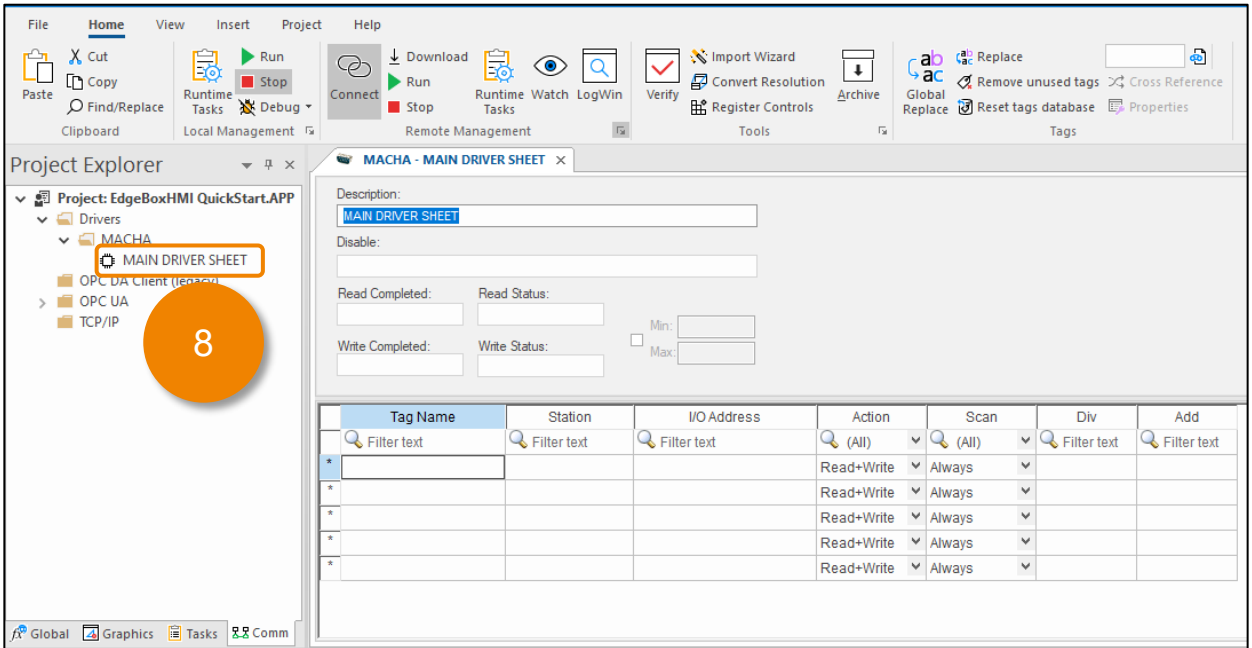 File Home View Insert Project Help
Paste
Cut
Copy
Find/Replace
Clipboard
Runtime Tasks
Run
Stop
Debug
Local Management
Connect
Download
Run
Stop
Runtime Tasks
Watch
LogWin
Remote Management
Verify
Import Wizard
Convert Resolution
Register Controls
Archive
Tools
Global Replace
Replace
Remove unused tags
Reset tags database
Cross Reference
Properties
Tags
Project Explorer
Project: EdgeBoxHMI QuickStart.APP
Drivers
MACHA
MAIN DRIVER SHEET
OPC DA Client (legacy)
OPC UA
TCP/IP
8
Global Graphics Tasks Comm
MACHA - MAIN DRIVER SHEET
Description:
MAIN DRIVER SHEET
Disable:
Read Completed: Read Status:
Min:
Write Completed: Write Status:
Max:
Tag Name Station I/O Address Action Scan Div Add
Filter text Filter text Filter text (All) (All) Filter text Filter text
* Read+Write Always
* Read+Write Always
* Read+Write Always
* Read+Write Always
* Read+Write Always